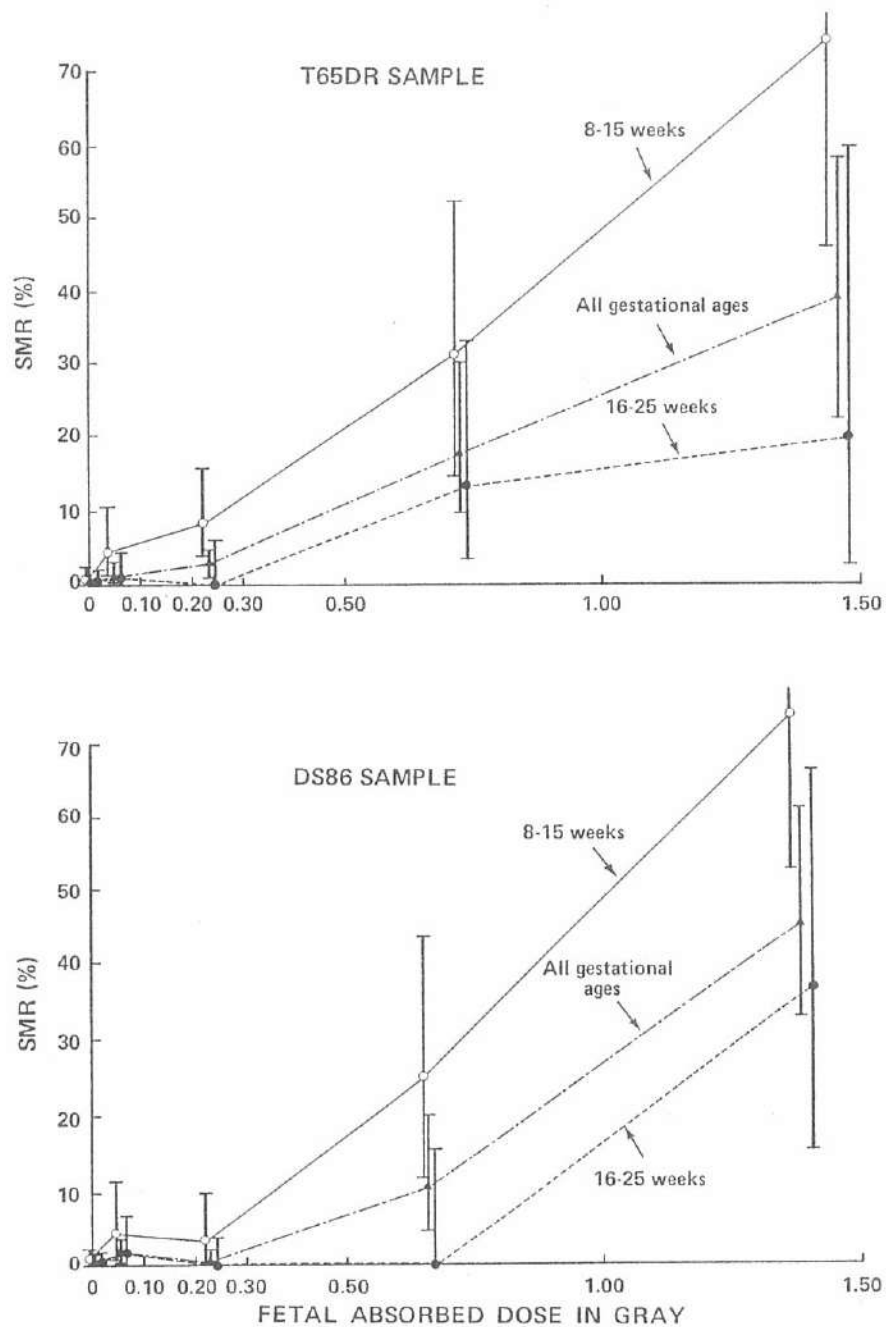 T65DR SAMPLE
SMR (%)
70
60
50
40
30
20
10
0
8-15 weeks
All gestational ages
16-25 weeks
0 0.10 0.20 0.30 0.50 1.00 1.50
DS86 SAMPLE
SMR (%)
70
60
50
40
30
20
10
0
8-15 weeks
All gestational
ages
16-25 weeks
0 0.10 0.20 0.30 0.50 1.00 1.50
FETAL ABSORBED DOSE IN GRAY